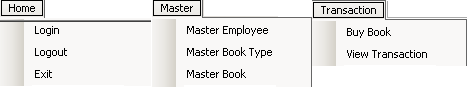 Home
Login
Logout
Exit
Master
Master Employee
Master Book Type
Master Book
Transaction
Buy Book
View Transaction